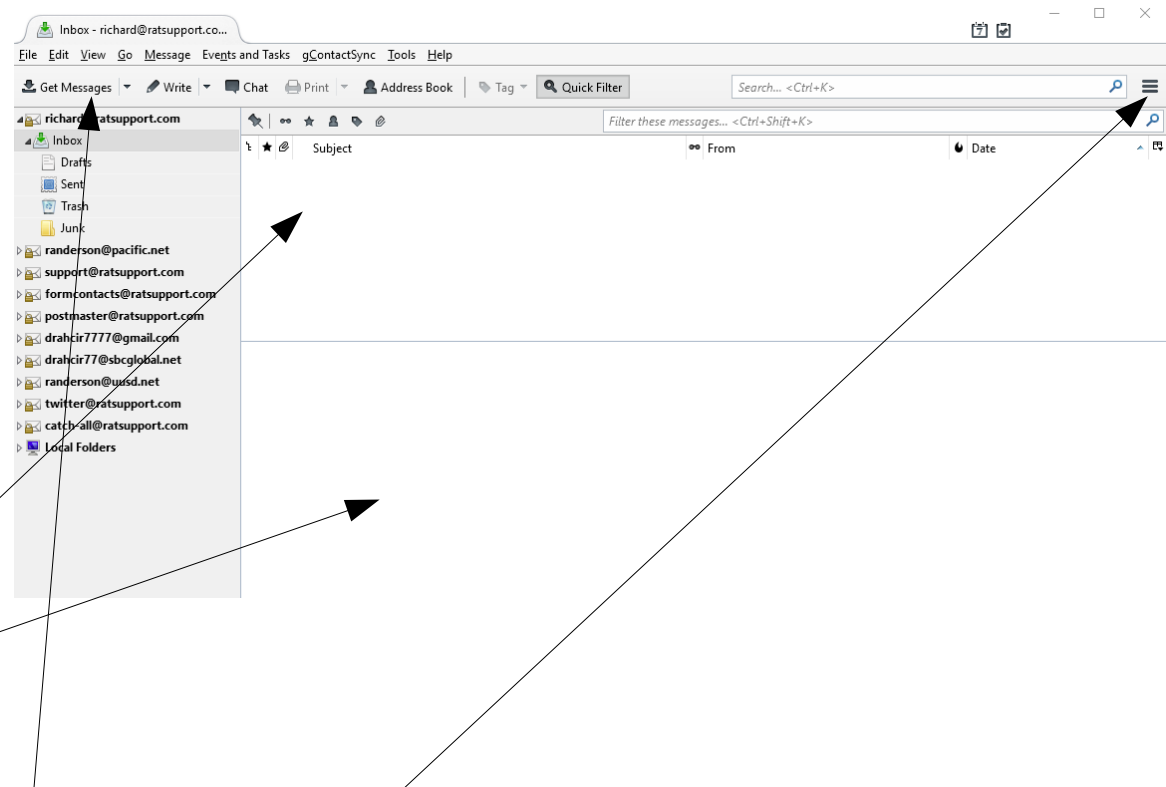 Inbox - richard@ratsupport.co...
7
File Edit View Go Message Events and Tasks gContactSync Tools Help
Get Messages Write Chat Print Address Book Tag Quick Filter Search... <Ctrl+K>
richard@ratsupport.com
Filter these messages... <Ctrl+Shift+K>
Inbox
Subject From Date
Drafts
Sent
Trash
Junk
randerson@pacific.net
support@ratsupport.com
formcontacts@ratsupport.com
postmaster@ratsupport.com
drahcir7777@gmail.com
drahcir77@sbcglobal.net
randerson@uusd.net
twitter@ratsupport.com
catch-all@ratsupport.com
Local Folders